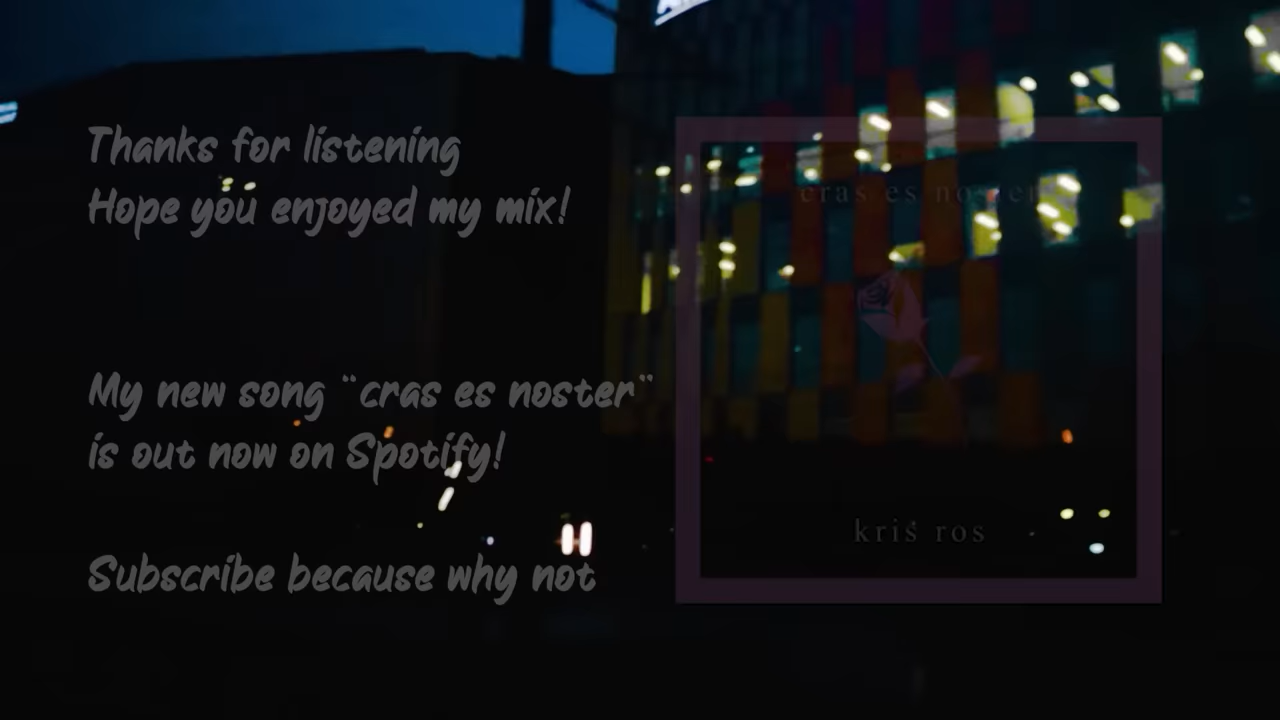 Thanks for listening
Hope you enjoyed my mix!
My new song “cras es noster”
is out now on Spotify!
Subscribe because why not
cras es noster
kris ros